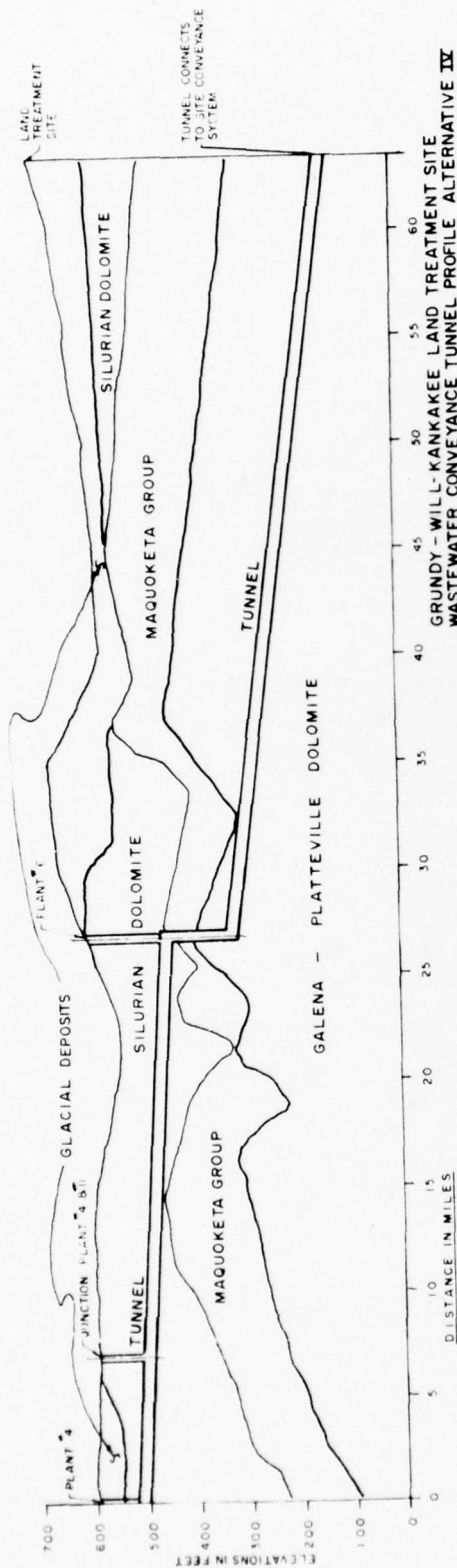 LAND
TREATMENT
SITE
TUNNEL CONNECTS
TO SITE CONVEYANCE
SYSTEM
PLANT #4
JUNCTION PLANT #4
GLACIAL DEPOSITS
PLANT
SILURIAN DOLOMITE
SILURIAN DOLOMITE
MAQUOKETA GROUP
MAQUOKETA GROUP
TUNNEL
TUNNEL
GALENA - PLATTEVILLE DOLOMITE
ELEVATIONS IN FEET
700
600
500
400
300
200
100
0
0 5 10 15 20 25 30 35 40 45 50 55 60
DISTANCE IN MILES
GRUNDY-WILL-KANKAKEE LAND TREATMENT SITE
WASTEWATER CONVEYANCE TUNNEL PROFILE ALTERNATIVE IV